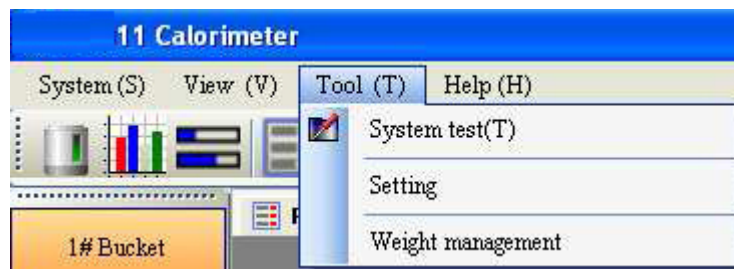 11 Calorimeter
System (S) View (V) Tool (T) Help (H)
System test(T)
Setting
Weight management
1# Bucket